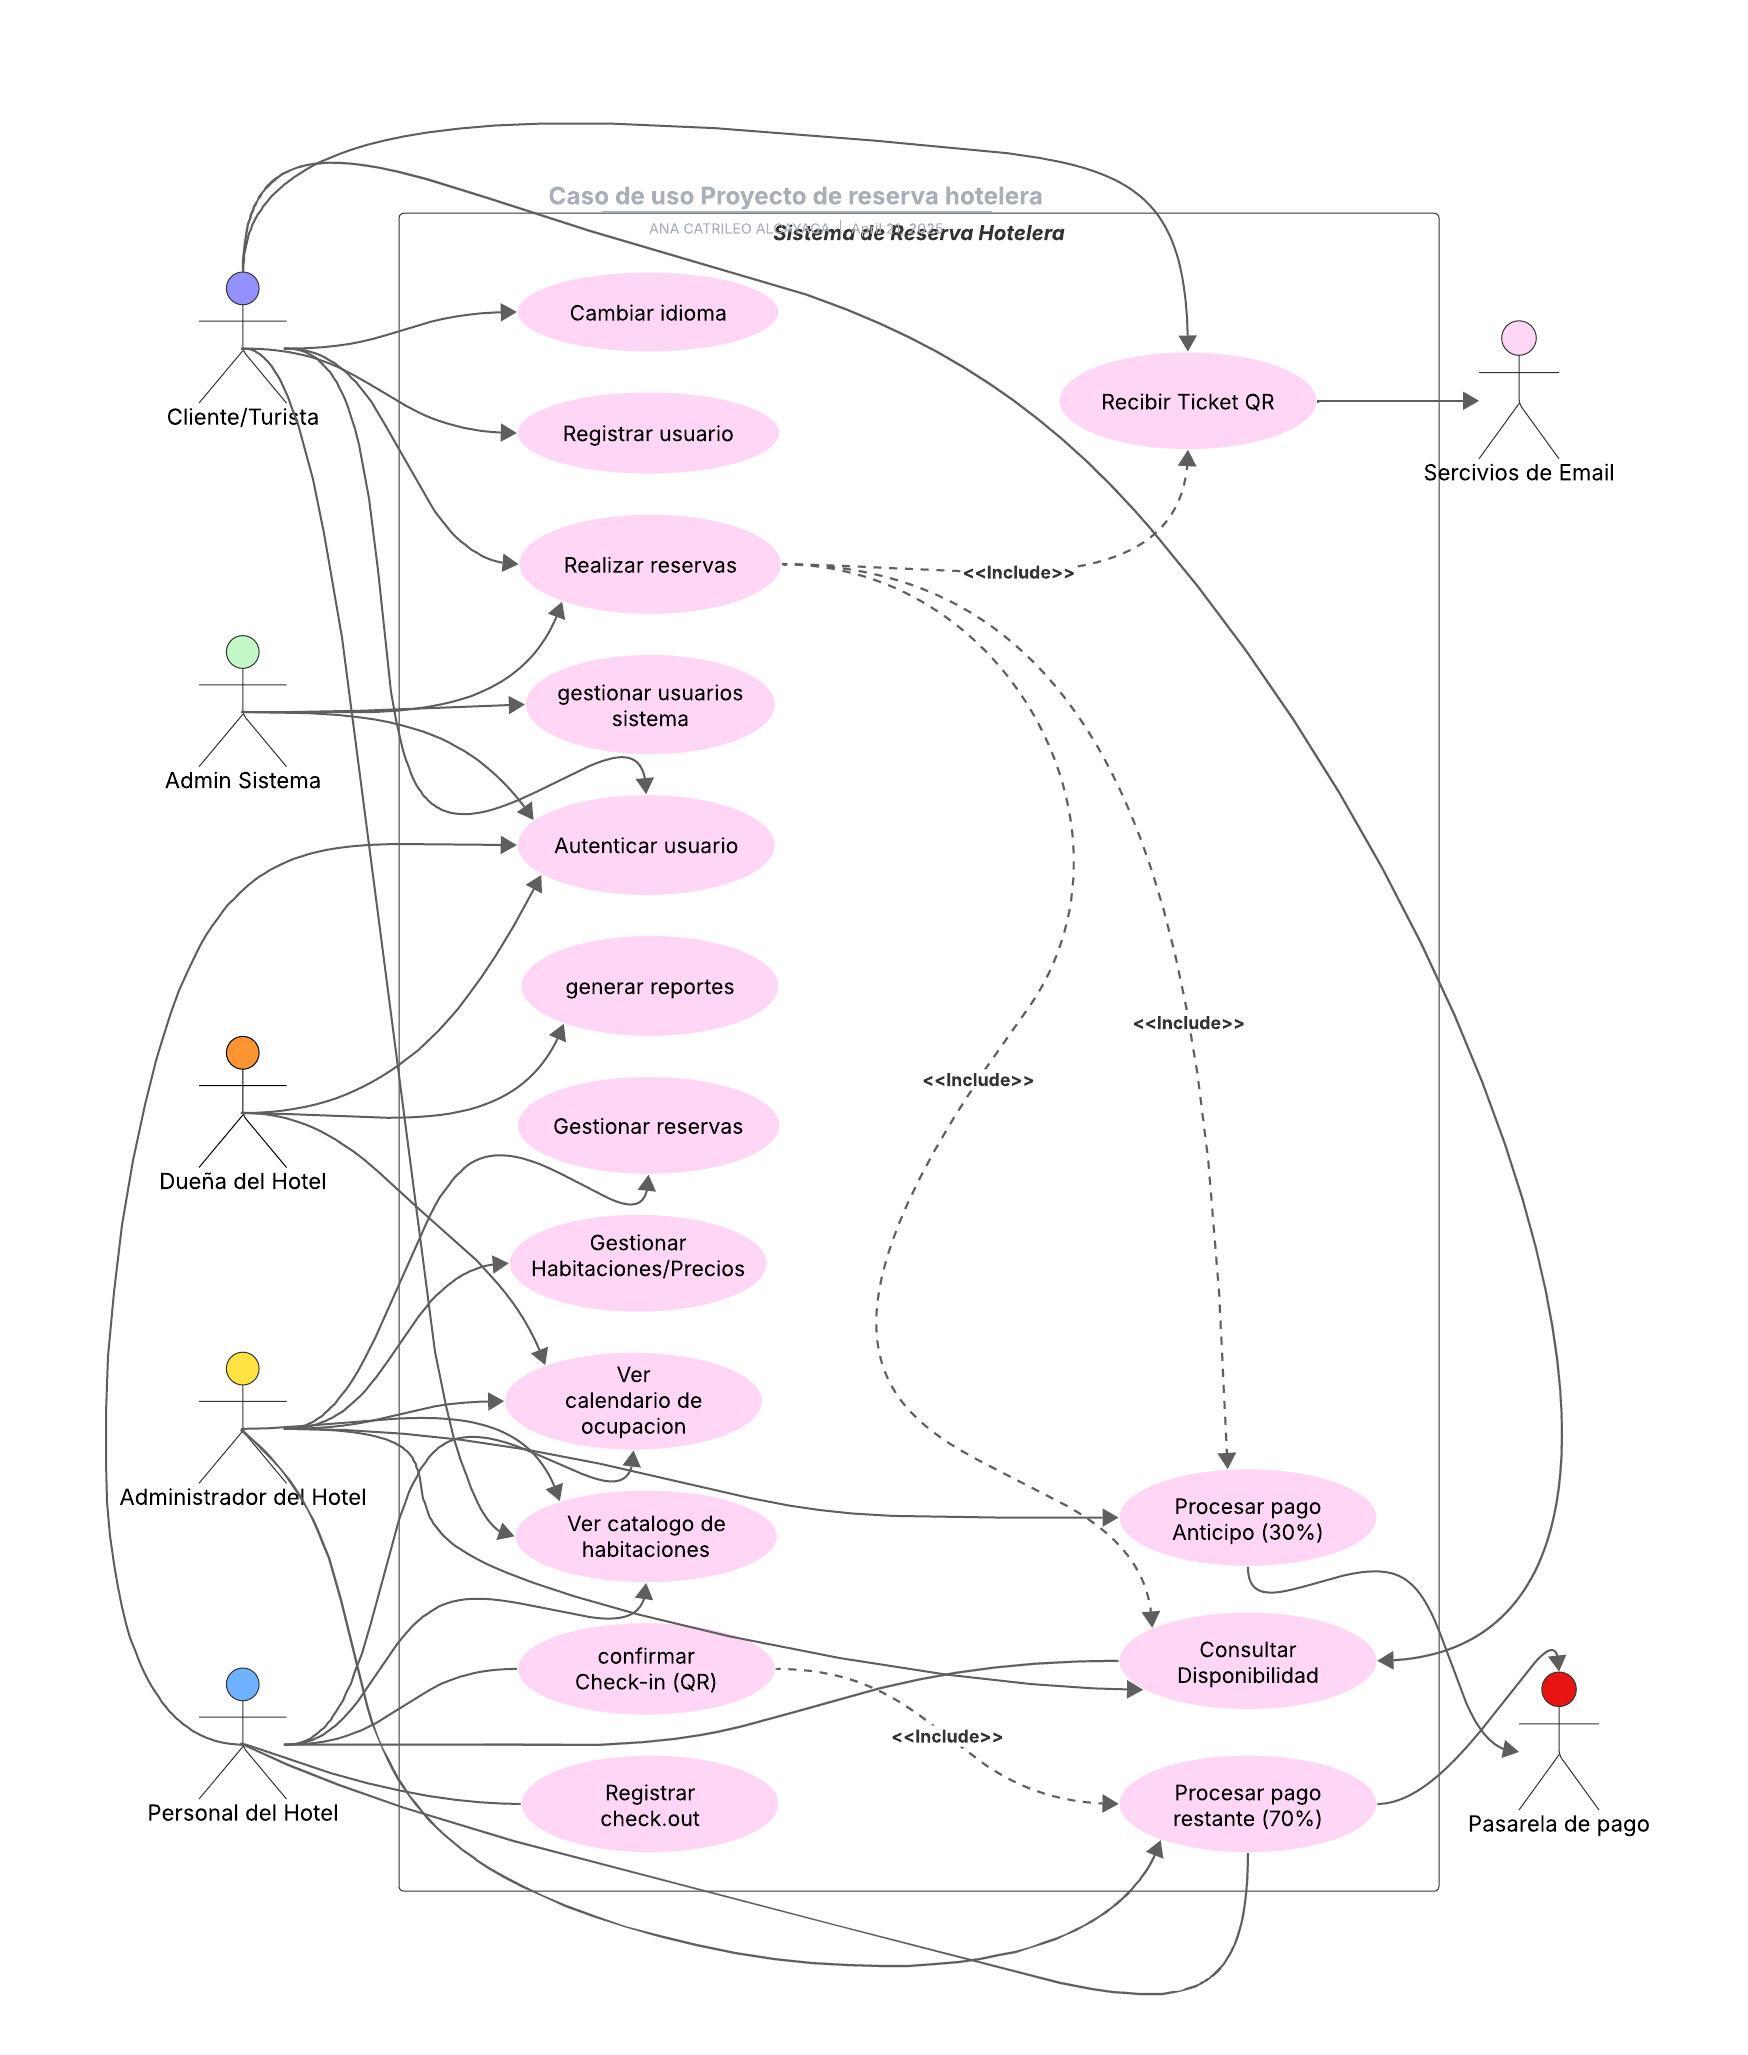 Caso de uso Proyecto de reserva hotelera
ANA CATRILEO ALCAYAGA | April 21, 2025
Sistema de Reserva Hotelera
Cambiar idioma
Cliente/Turista
Recibir Ticket QR
Registrar usuario
Sercivios de Email
Realizar reservas
<<Include>>
gestionar usuarios
sistema
Admin Sistema
Autenticar usuario
generar reportes
<<Include>>
<<Include>>
Gestionar reservas
Dueña del Hotel
Gestionar
Habitaciones/Precios
Ver
calendario de
ocupacion
Administrador del Hotel
Procesar pago
Anticipo (30%)
Ver catalogo de
habitaciones
confirmar
Check-in (QR)
Consultar
Disponibilidad
<<Include>>
Registrar
check.out
Procesar pago
restante (70%)
Personal del Hotel
Pasarela de pago